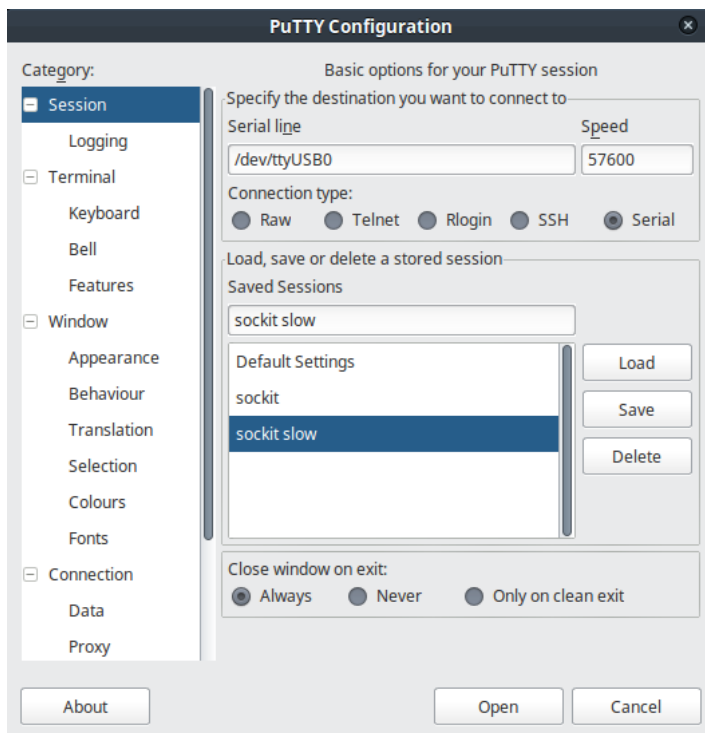 PuTTY Configuration
Category:
Session
Logging
Terminal
Keyboard
Bell
Features
Window
Appearance
Behaviour
Translation
Selection
Colours
Fonts
Connection
Data
Proxy
Basic options for your PuTTY session
Specify the destination you want to connect to
Serial line Speed
/dev/ttyUSB0 57600
Connection type:
Raw Telnet Rlogin SSH Serial
Load, save or delete a stored session
Saved Sessions
sockit slow
Default Settings
sockit
sockit slow
Load
Save
Delete
Close window on exit:
Always Never Only on clean exit
About Open Cancel